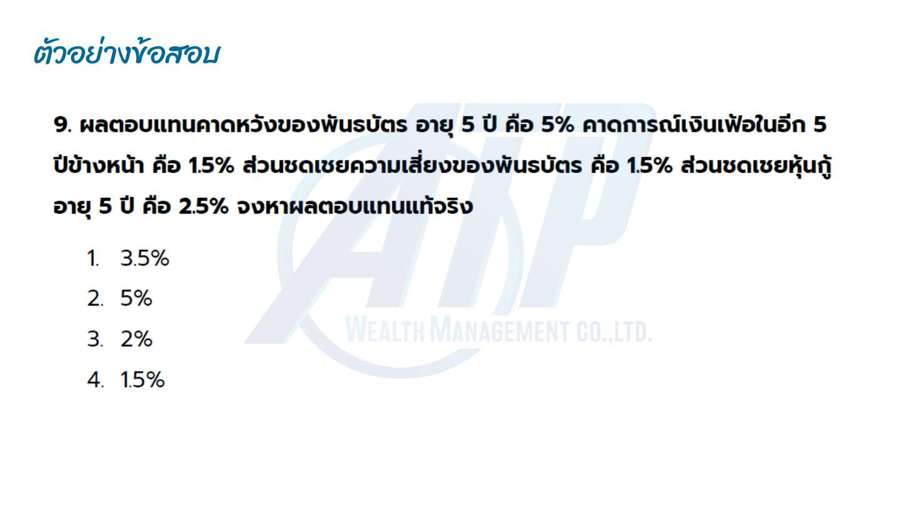 ตัวอย่างข้อสอบ
9. ผลตอบแทนคาดหวังของพันธบัตร อายุ 5 ปี คือ 5% คาดการณ์เงินเฟ้อในอีก 5
ปีข้างหน้า คือ 1.5% ส่วนชดเชยความเสี่ยงของพันธบัตร คือ 1.5% ส่วนชดเชยหุ้นกู้
อายุ 5 ปี คือ 2.5% จงหาผลตอบแทนแท้จริง
1. 3.5%
2. 5%
3. 2%
4. 1.5%
ATP
WEALTH MANAGEMENT CO.,LTD.